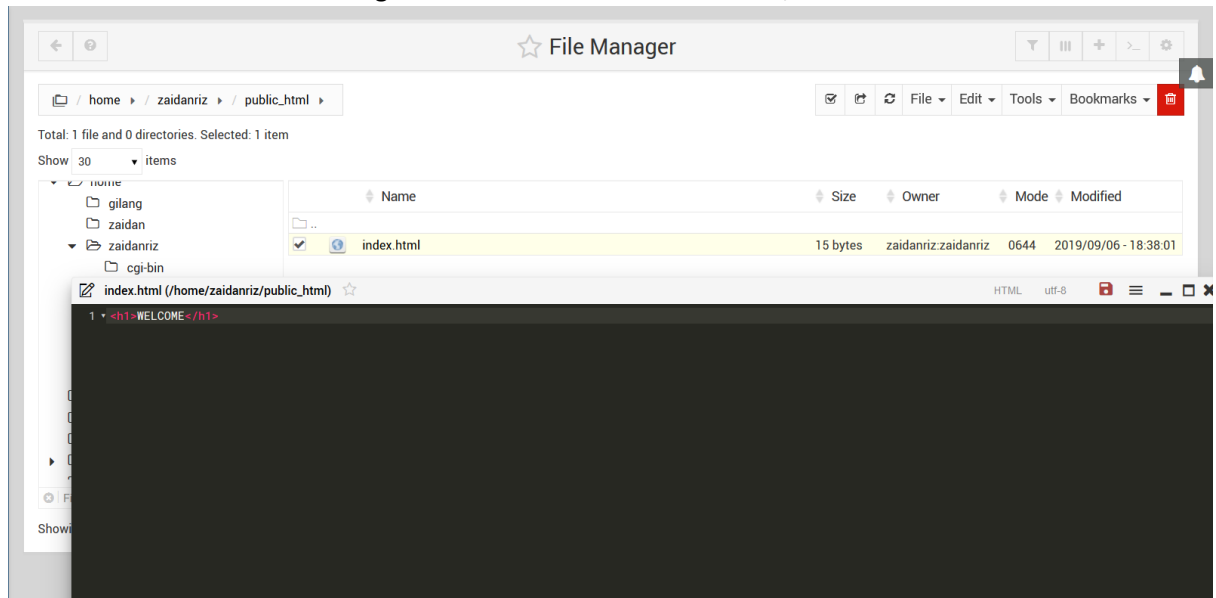 File Manager
/ home / zaidanriz / public_html
File Edit Tools Bookmarks
Total: 1 file and 0 directories. Selected: 1 item
Show 30 items
home
gilang
zaidan
zaidanriz
cgi-bin
Name Size Owner Mode Modified
..
index.html 15 bytes zaidanriz:zaidanriz 0644 2019/09/06 - 18:38:01
index.html (/home/zaidanriz/public_html) HTML utf-8
1 <h1>WELCOME</h1>